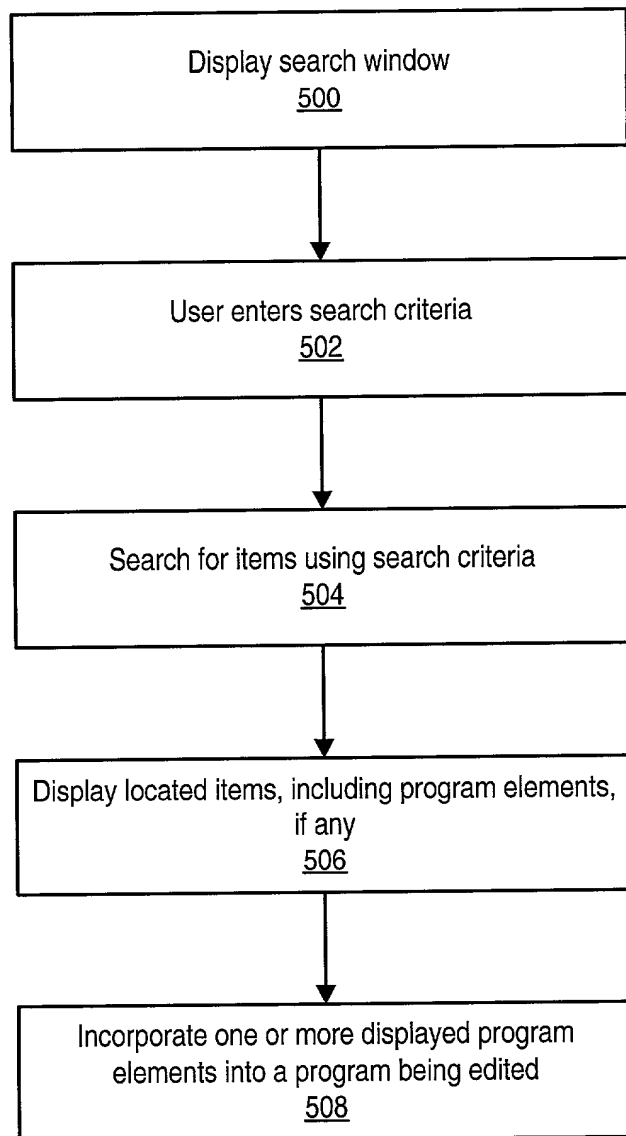 Display search window
500
User enters search criteria
502
Search for items using search criteria
504
Display located items, including program elements,
if any
506
Incorporate one or more displayed program
elements into a program being edited
508